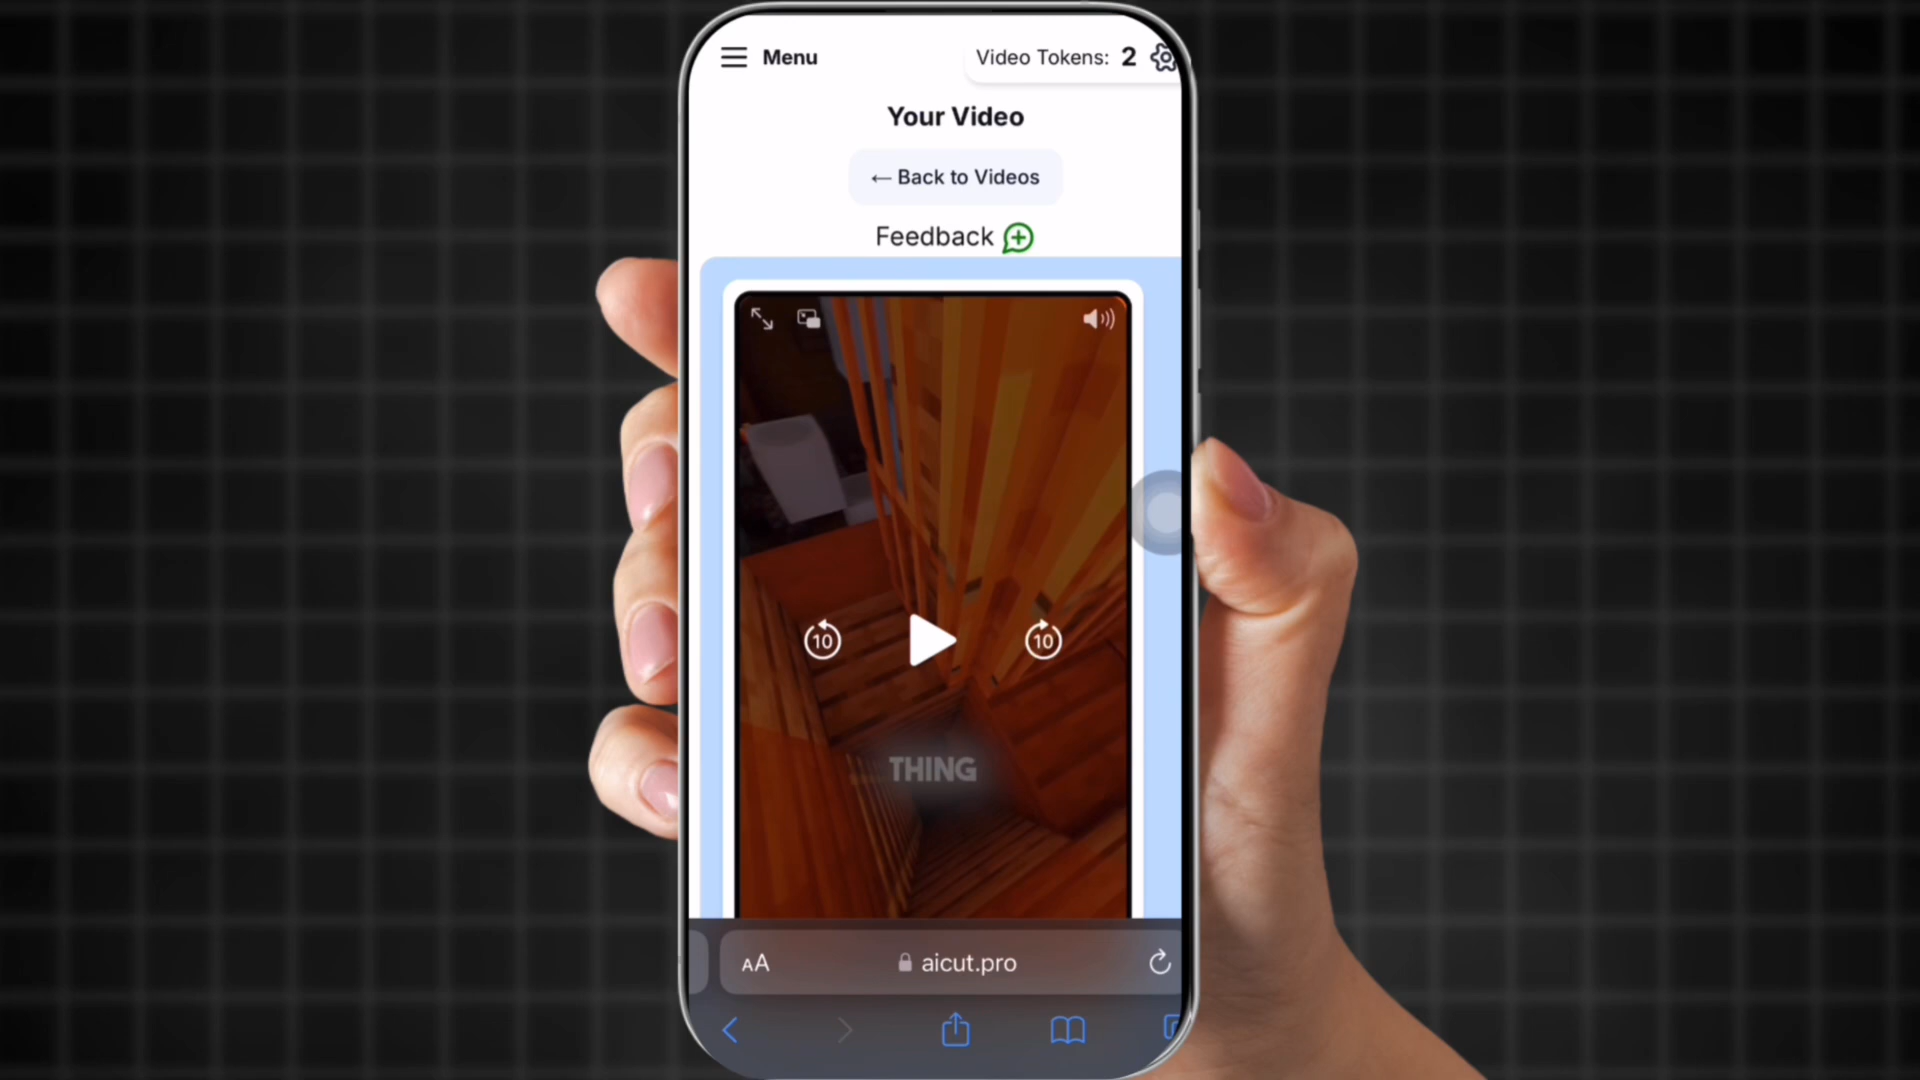 Menu
Video Tokens: 2
Your Video
← Back to Videos
Feedback
10
10
THING
AA
aicut.pro